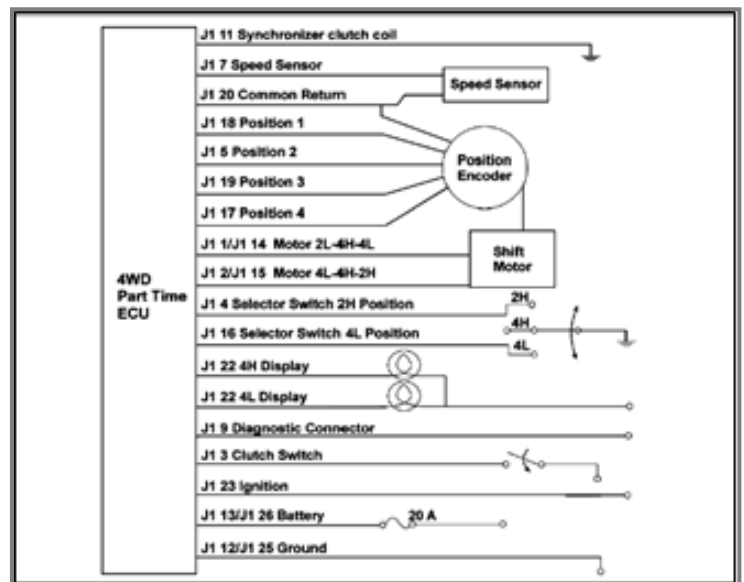 J1 11 Synchronizer clutch coil
J1 7 Speed Sensor
Speed Sensor
J1 20 Common Return
J1 18 Position 1
J1 5 Position 2
Position
Encoder
J1 19 Position 3
J1 17 Position 4
J1 1/J1 14 Motor 2L-4H-4L
Shift
Motor
J1 2/J1 15 Motor 4L-4H-2H
4WD
Part Time
ECU
J1 4 Selector Switch 2H Position
2H
4H
J1 16 Selector Switch 4L Position
4L
J1 22 4H Display
J1 22 4L Display
J1 9 Diagnostic Connector
J1 3 Clutch Switch
J1 23 Ignition
J1 13/J1 26 Battery
20 A
J1 12/J1 25 Ground